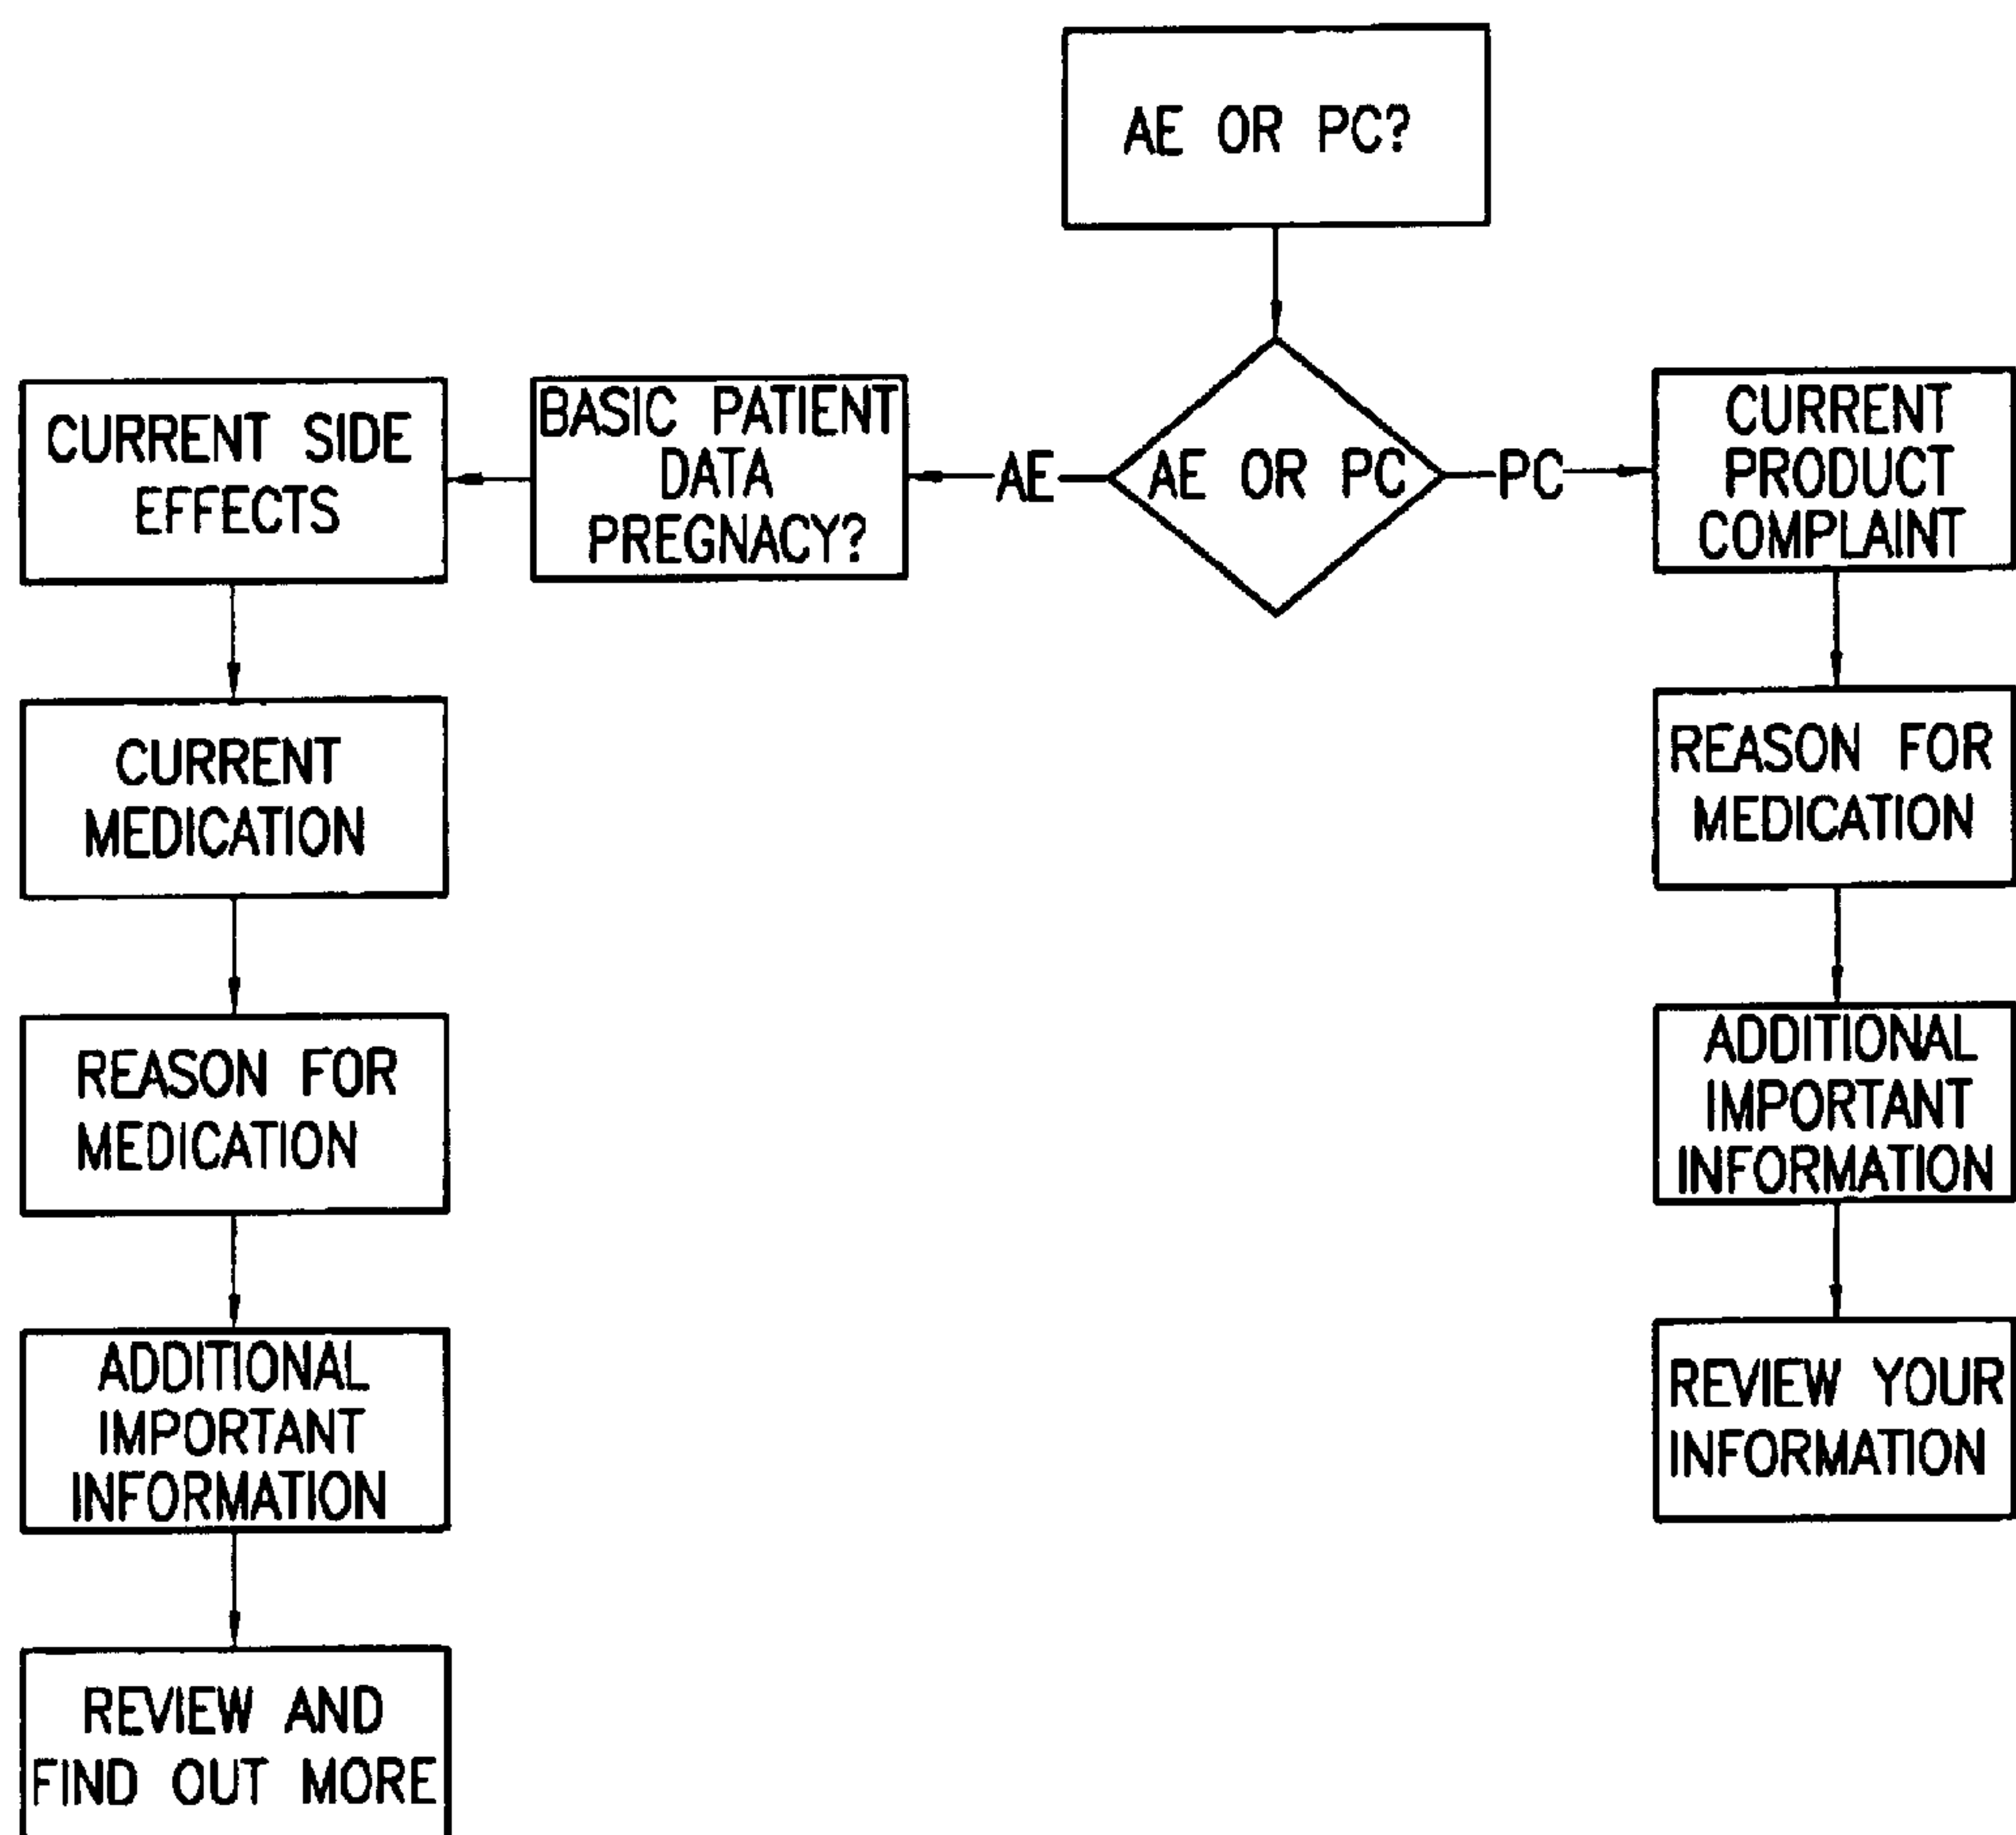 AE OR PC?
AE OR PC
AE
BASIC PATIENT
DATA
PREGNACY?
CURRENT SIDE
EFFECTS
CURRENT
MEDICATION
REASON FOR
MEDICATION
ADDITIONAL
IMPORTANT
INFORMATION
REVIEW AND
FIND OUT MORE
PC
CURRENT
PRODUCT
COMPLAINT
REASON FOR
MEDICATION
ADDITIONAL
IMPORTANT
INFORMATION
REVIEW YOUR
INFORMATION